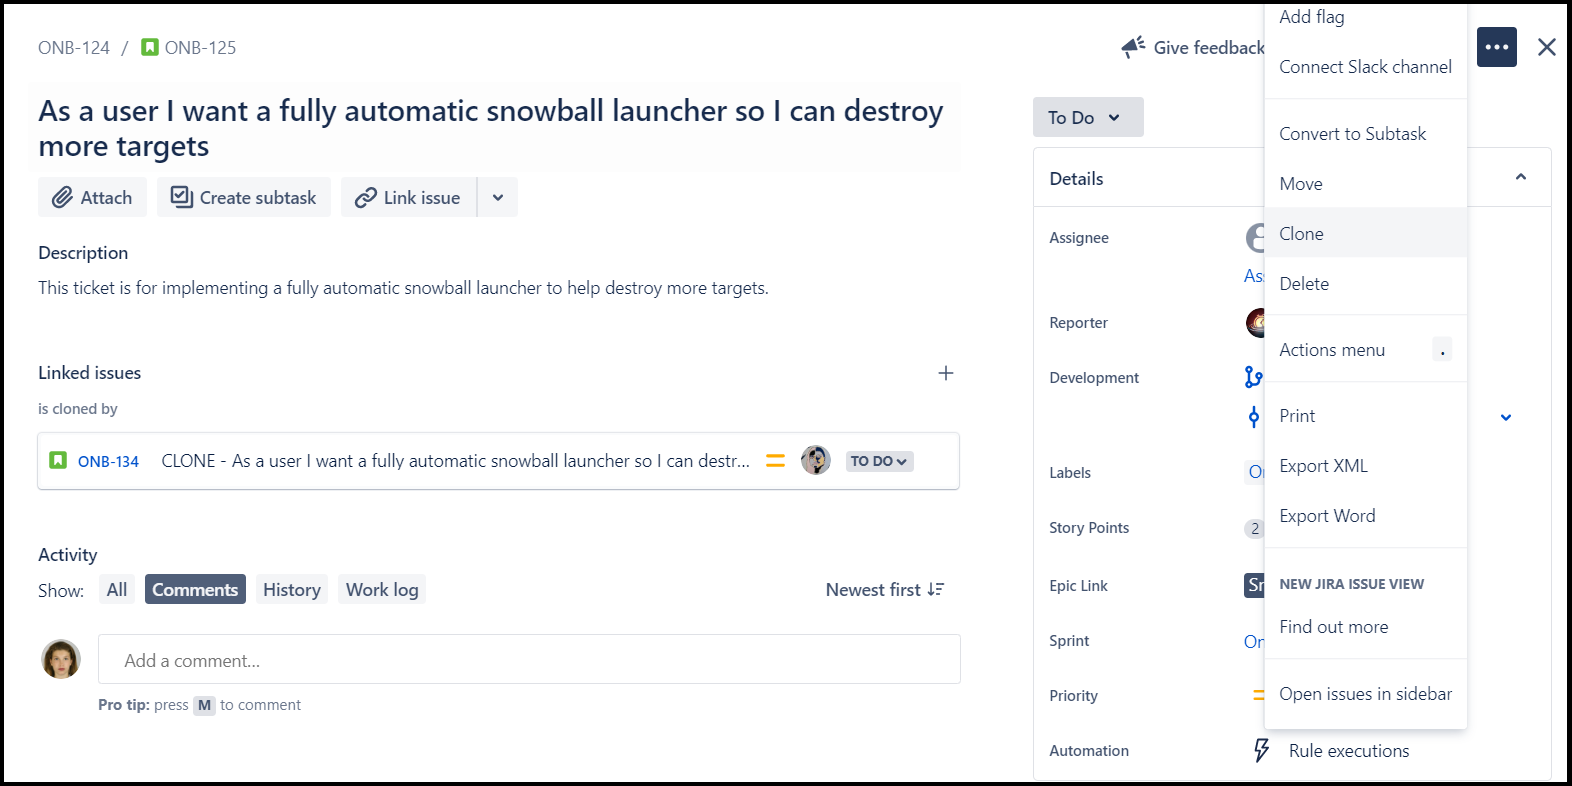 ONB-124 / ONB-125
Give feedback
As a user I want a fully automatic snowball launcher so I can destroy
more targets
Attach
Create subtask
Link issue
Description
This ticket is for implementing a fully automatic snowball launcher to help destroy more targets.
Linked issues
is cloned by
ONB-134 CLONE - As a user I want a fully automatic snowball launcher so I can destr... TO DO
Activity
Show: All Comments History Work log Newest first
Add a comment...
Pro tip: press M to comment
To Do
Details
Assignee
Ass
Reporter
Development
Labels
Story Points 2
Epic Link
Sprint
Priority
Automation Rule executions
Add flag
Connect Slack channel
Convert to Subtask
Move
Clone
Delete
Actions menu .
Print
Export XML
Export Word
NEW JIRA ISSUE VIEW
Find out more
Open issues in sidebar